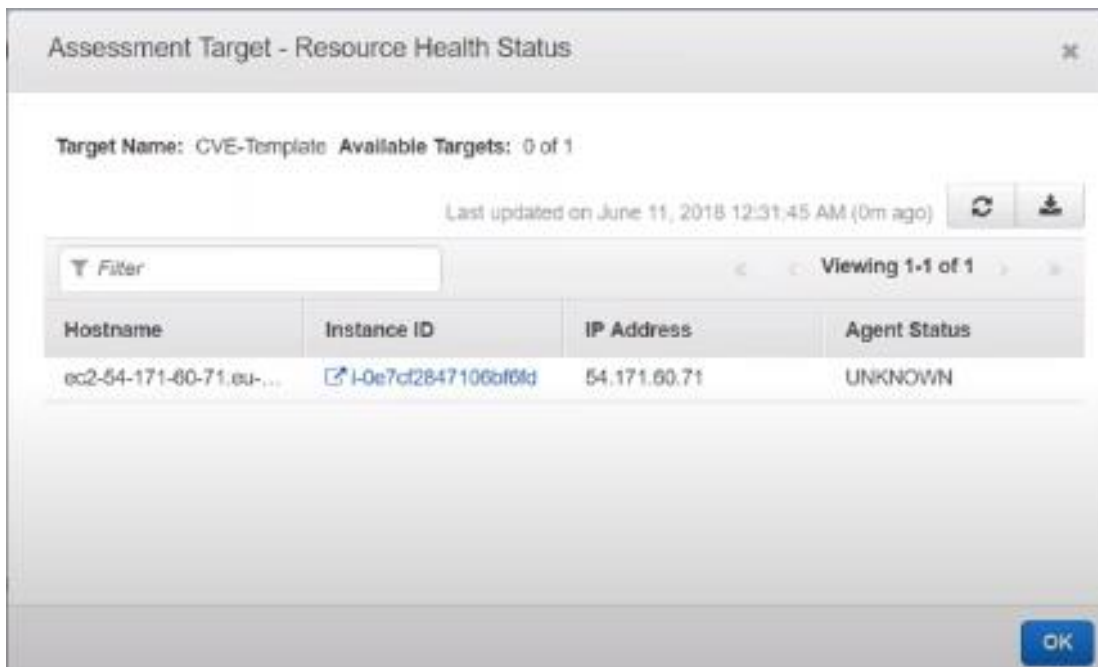 Assessment Target - Resource Health Status
Target Name: CVE-Template Available Targets: 0 of 1
Last updated on June 11, 2018 12:31:45 AM (0m ago)
Filter
Viewing 1-1 of 1
Hostname Instance ID IP Address Agent Status
ec2-54-171-60-71.eu-... i-0e7cf2847106bf6fd 54.171.60.71 UNKNOWN
OK